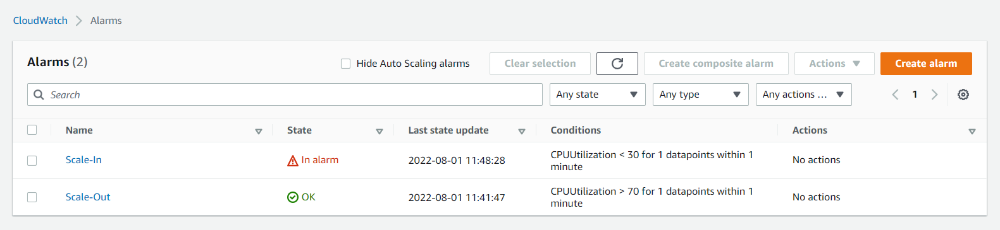 CloudWatch > Alarms
Alarms (2)
Hide Auto Scaling alarms
Clear selection
Create composite alarm
Actions
Create alarm
Search
Any state
Any type
Any actions ...
1
Name State Last state update Conditions Actions
Scale-In In alarm 2022-08-01 11:48:28 CPUUtilization < 30 for 1 datapoints within 1
minute No actions
Scale-Out OK 2022-08-01 11:41:47 CPUUtilization > 70 for 1 datapoints within 1
minute No actions